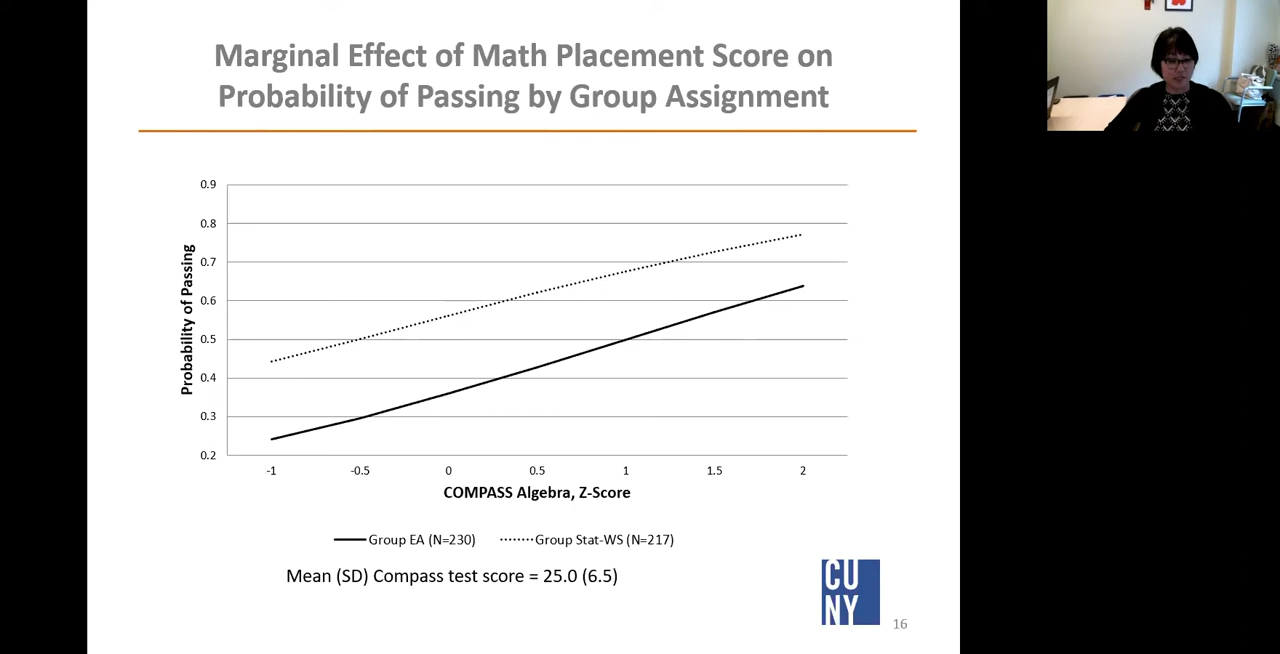 Marginal Effect of Math Placement Score on
Probability of Passing by Group Assignment
0.9
0.8
0.7
0.6
0.5
0.4
0.3
0.2
Probability of Passing
-1 -0.5 0 0.5 1 1.5 2
COMPASS Algebra, Z-Score
Group EA (N=230) Group Stat-WS (N=217)
Mean (SD) Compass test score = 25.0 (6.5)
CU
NY
16